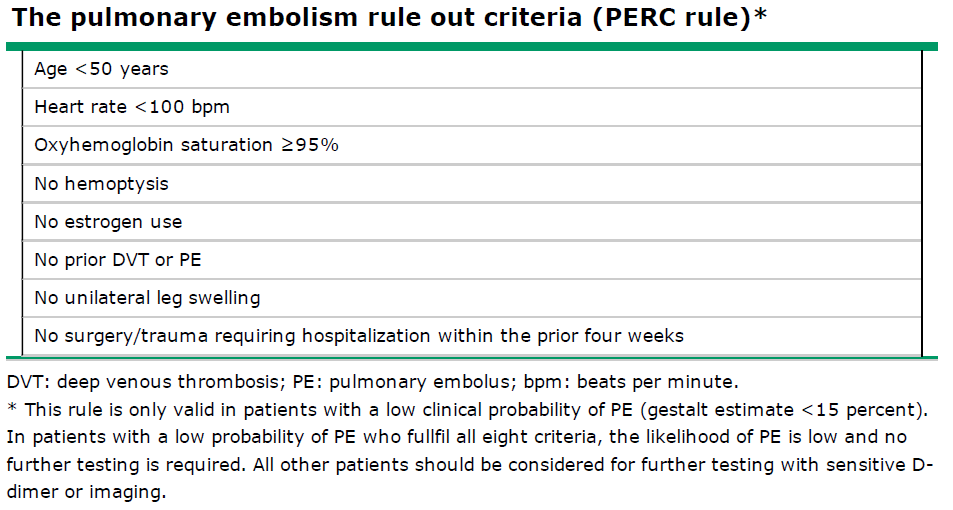 The pulmonary embolism rule out criteria (PERC rule)*
Age <50 years
Heart rate <100 bpm
Oxyhemoglobin saturation ≥95%
No hemoptysis
No estrogen use
No prior DVT or PE
No unilateral leg swelling
No surgery/trauma requiring hospitalization within the prior four weeks
DVT: deep venous thrombosis; PE: pulmonary embolus; bpm: beats per minute.
* This rule is only valid in patients with a low clinical probability of PE (gestalt estimate <15 percent).
In patients with a low probability of PE who fullfil all eight criteria, the likelihood of PE is low and no
further testing is required. All other patients should be considered for further testing with sensitive D-
dimer or imaging.